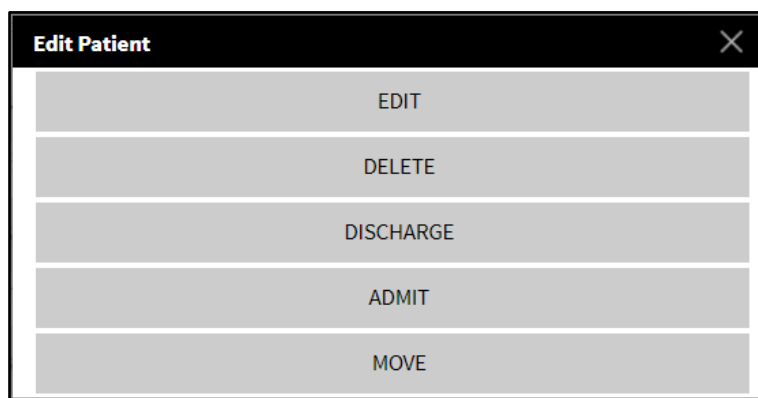 Edit Patient
EDIT
DELETE
DISCHARGE
ADMIT
MOVE